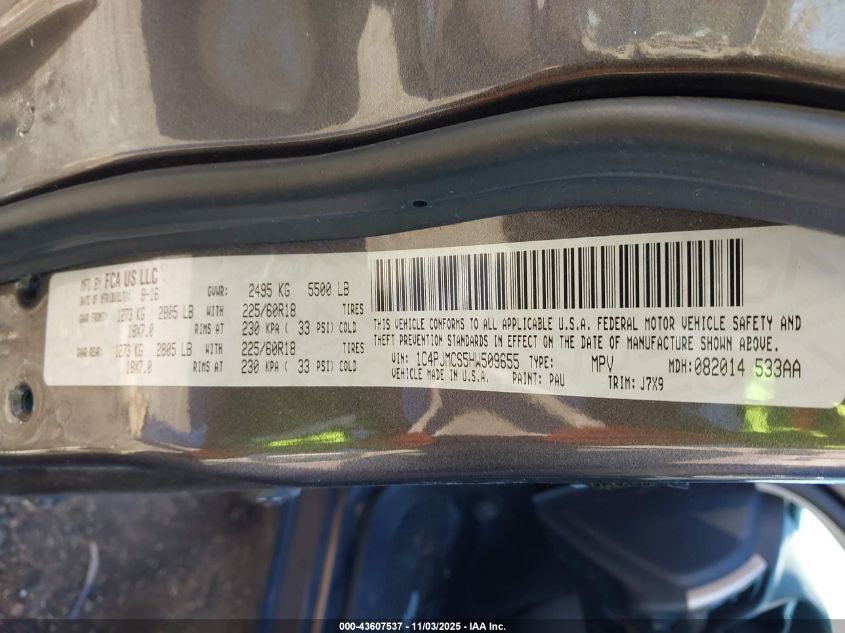 MFD BY FCA US LLC
DATE OF MFR(BUILT): 8-16
GVWR: 2495 KG 5500 LB
GAWR FRONT: 1273 KG 2805 LB WITH 225/60R18 TIRES
18X7.0 RIMS AT 230 KPA ( 33 PSI) COLD
GAWR REAR: 1273 KG 2805 LB WITH 225/60R18 TIRES
18X7.0 RIMS AT 230 KPA ( 33 PSI) COLD
THIS VEHICLE CONFORMS TO ALL APPLICABLE U.S.A. FEDERAL MOTOR VEHICLE SAFETY AND
THEFT PREVENTION STANDARDS IN EFFECT ON THE DATE OF MANUFACTURE SHOWN ABOVE.
VIN: 1C4PJMCS5HW509655 TYPE: MPV MDH: 082014 533AA
VEHICLE MADE IN U.S.A. PAINT: PAU TRIM: J7X9
000-43607537 - 11/03/2025 - IAA Inc.